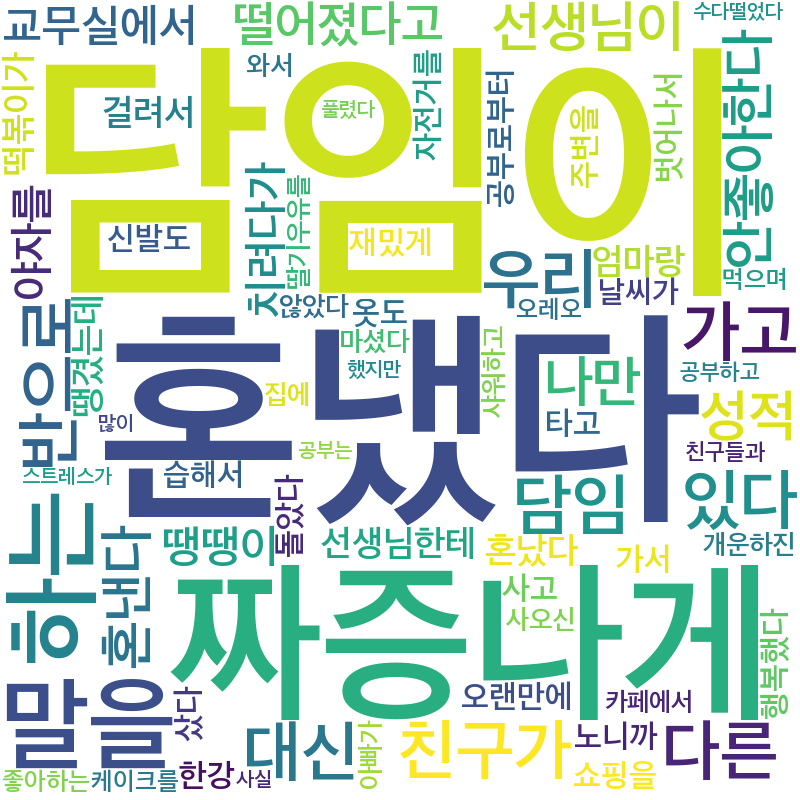 교무실에서
떨어졌다고
선생님이
수다떨었다
떡볶이가
걸려서
와서
풀렸다
자전거를
공부로부터
주변을
벗어나서
안좋아한다
담임이
야자를
신발도
치려다가
딸기우유를
재밌게
우리
엄마랑
날씨가
먹으며
반으로
땡겼는데
않았다
옷도
오레오
마셨다
했지만
샤워하고
가고
혼냈다
나만
공부하고
많이
집에
타고
성적
스트레스가
습해서
공부는
돌았다
담임
친구들과
있다
하는
혼낸다
땡땡이
선생님한테
혼났다
가서
개운하진
짜증나게
사고
사오신
행복했다
말을
샀다
대신
아빠가
친구가
오랜만에
카페에서
노니까
다른
좋아하는
케이크를
한강
사실
쇼핑을